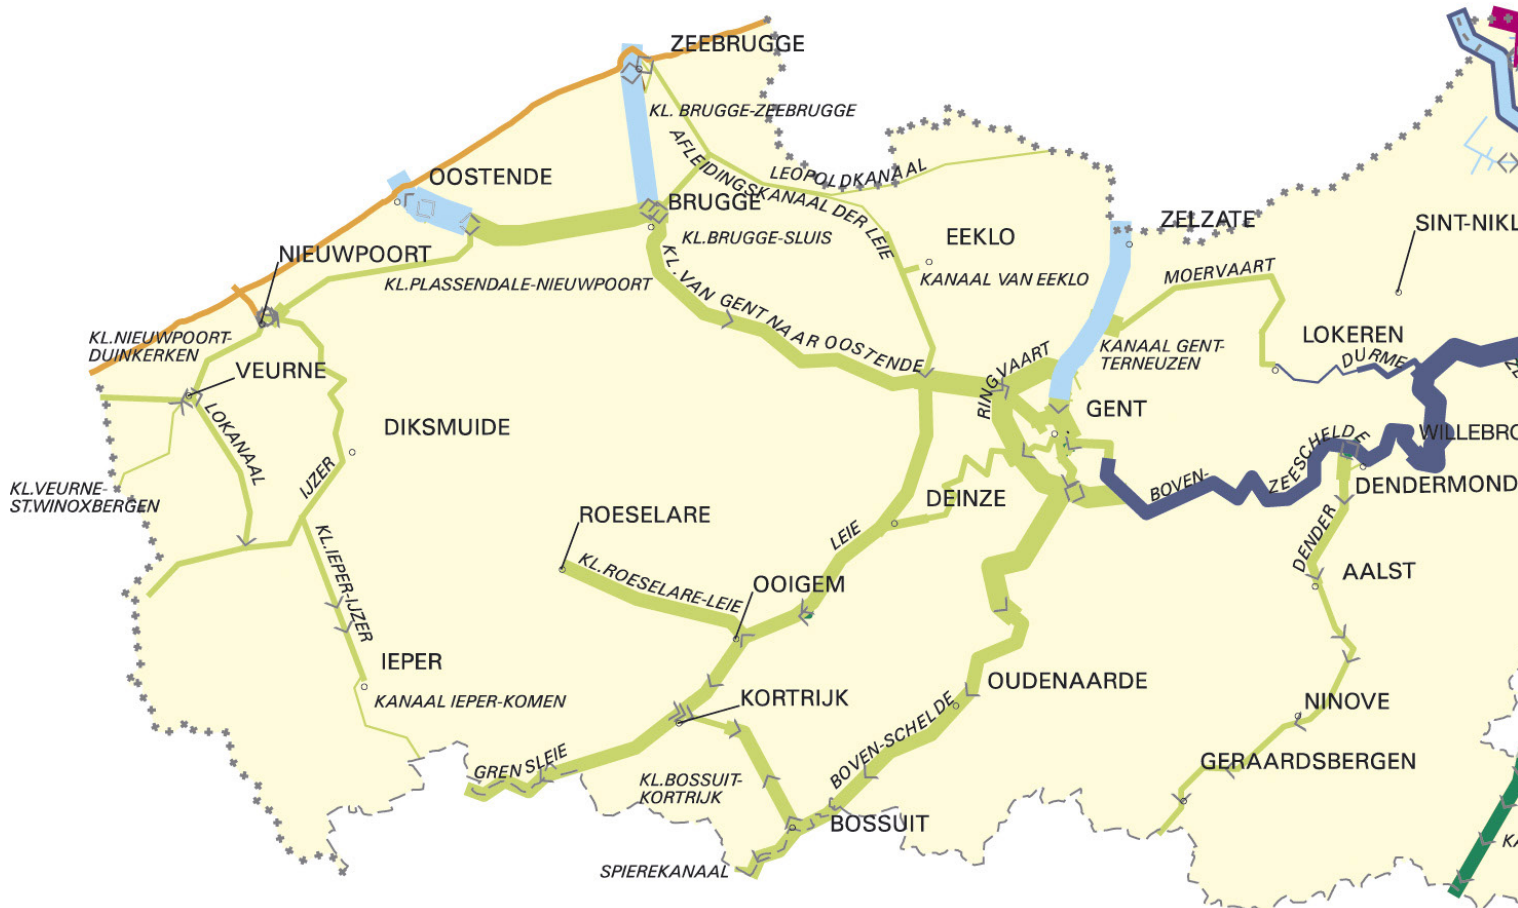 ZEEBRUGGE
KL. BRUGGE-ZEEBRUGGE
AFLEIDINGSKANAAL DER LEIE
LEOPOLDKANAAL
OOSTENDE
BRUGGE
KL.BRUGGE-SLUIS
EEKLO
KANAAL VAN EEKLO
ZELZATE
SINT-NIKL
NIEUWPOORT
KL.PLASSENDALE-NIEUWPOORT
KL.VAN GENT NAAR OOSTENDE
MOERVAART
KL.NIEUWPOORT-
DUINKERKEN
VEURNE
LOKANAAL
RINGVAART
KANAAL GENT-
TERNEUZEN
LOKEREN
DURME
GENT
DIKSMUIDE
IJZER
KL.VEURNE-
ST.WINOXBERGEN
WILLEBRO
BOVEN-
ZEESCHELDE
DENDERMOND
DEINZE
LEIE
ROESELARE
KL.ROESELARE-LEIE
KL.IEPER-IJZER
OOIGEM
DENDER
AALST
IEPER
KANAAL IEPER-KOMEN
KORTRIJK
OUDENAARDE
NINOVE
GRENSLEIE
KL.BOSSUIT-
KORTRIJK
BOVEN-SCHELDE
GERAARDSBERGEN
BOSSUIT
SPIEREKANAAL